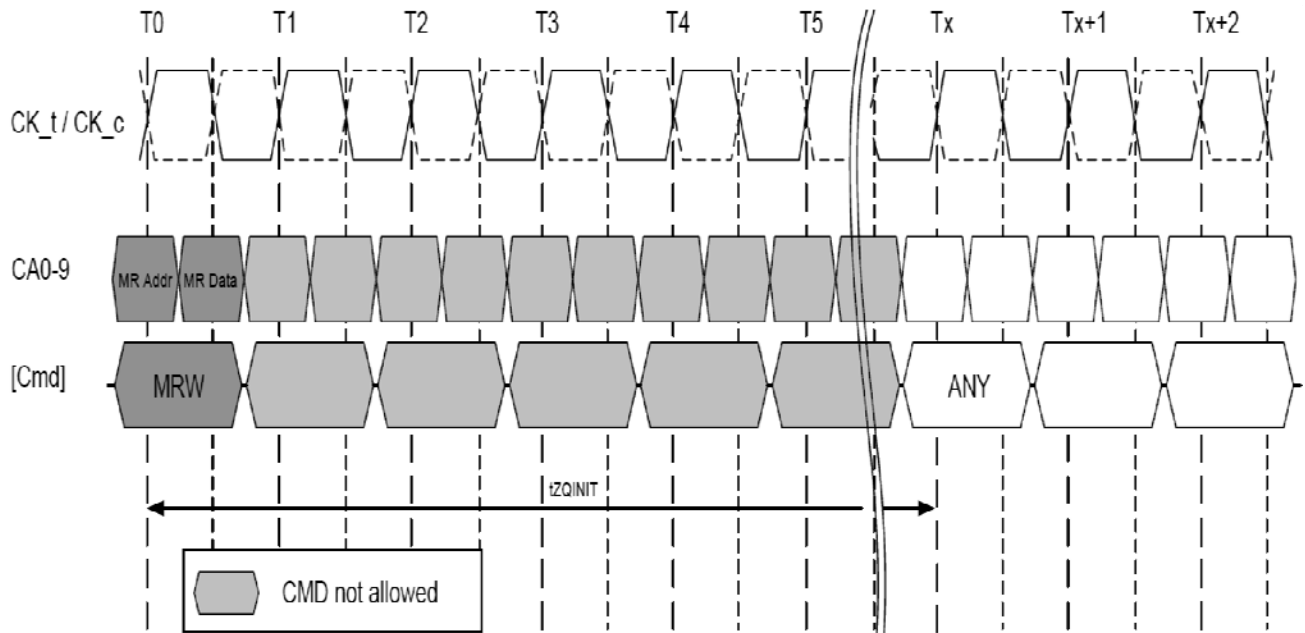 T0 T1 T2 T3 T4 T5 Tx Tx+1 Tx+2
CK_t / CK_c
CA0-9 MR Addr MR Data
[Cmd] MRW ANY
tZQINIT
CMD not allowed